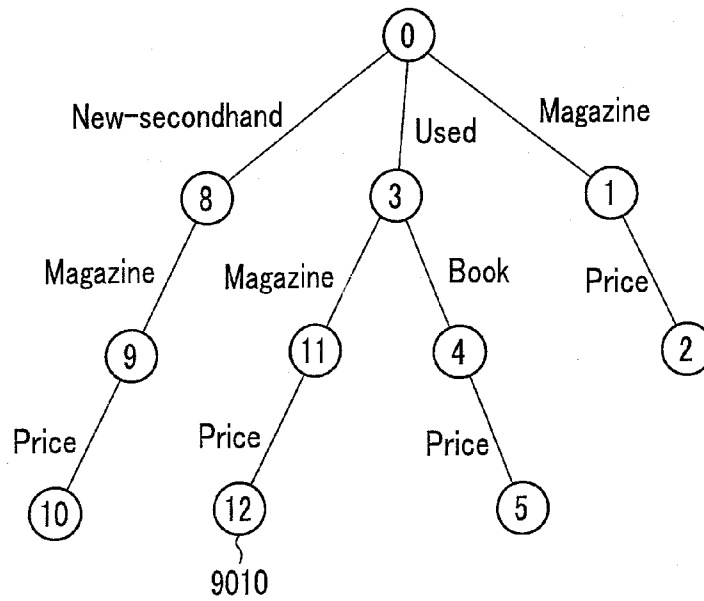 0
New-secondhand
Used
Magazine
8
3
1
Magazine
Magazine
Book
Price
9
11
4
2
Price
Price
Price
10
12
5
9010